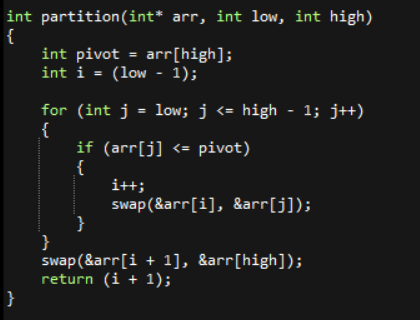 int partition(int* arr, int low, int high)
{
    int pivot = arr[high];
    int i = (low - 1);

    for (int j = low; j <= high - 1; j++)
    {
        if (arr[j] <= pivot)
        {
            i++;
            swap(&arr[i], &arr[j]);
        }
    }
    swap(&arr[i + 1], &arr[high]);
    return (i + 1);
}